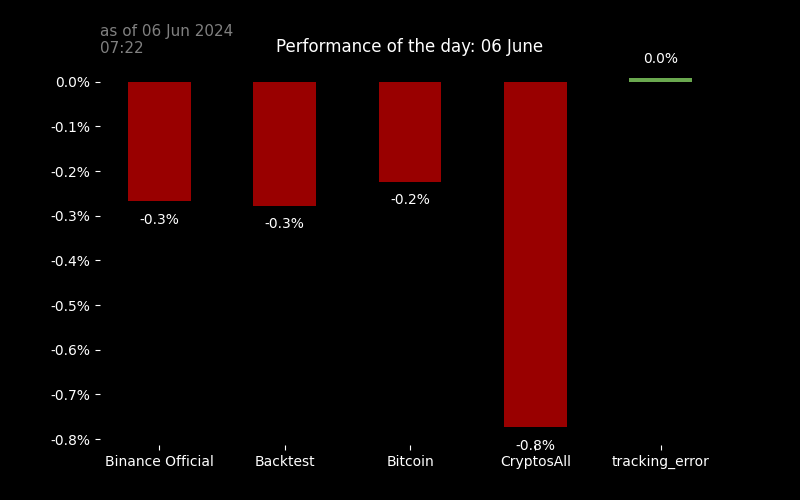 as of 06 Jun 2024
07:22
Performance of the day: 06 June
0.0%
0.0%
-0.1%
-0.2%
-0.3%
-0.4%
-0.5%
-0.6%
-0.7%
-0.8%
-0.3%
-0.3%
-0.2%
-0.8%
Binance Official
Backtest
Bitcoin
CryptosAll
tracking_error